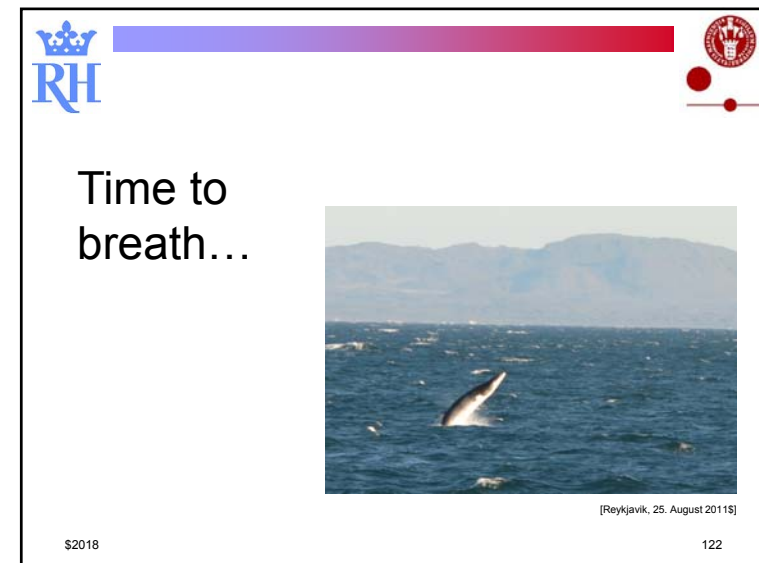 RH
Time to
breath…
[Reykjavik, 25. August 2011$]
$2018
122